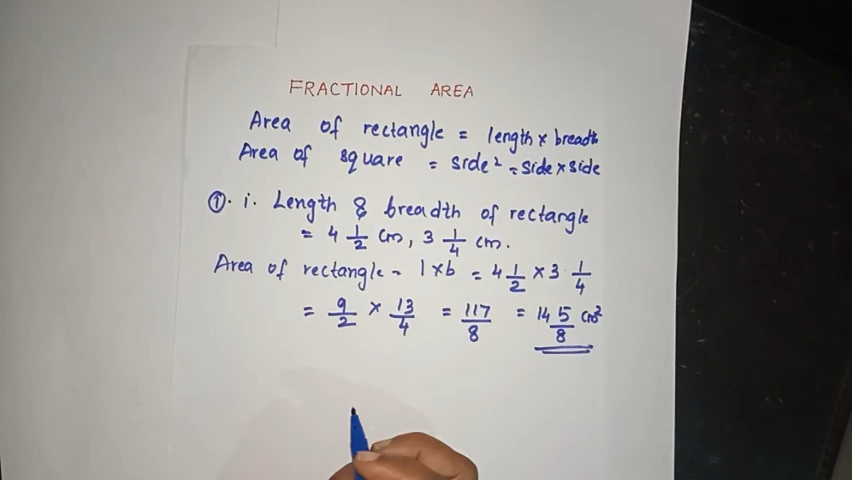 FRACTIONAL AREA
Area of rectangle = length × breadth
Area of square = side² = side × side
①. i. Length & breadth of rectangle
= 4 1/2 cm, 3 1/4 cm.
Area of rectangle = l × b = 4 1/2 × 3 1/4
= 9/2 × 13/4 = 117/8 = 14 5/8 cm²